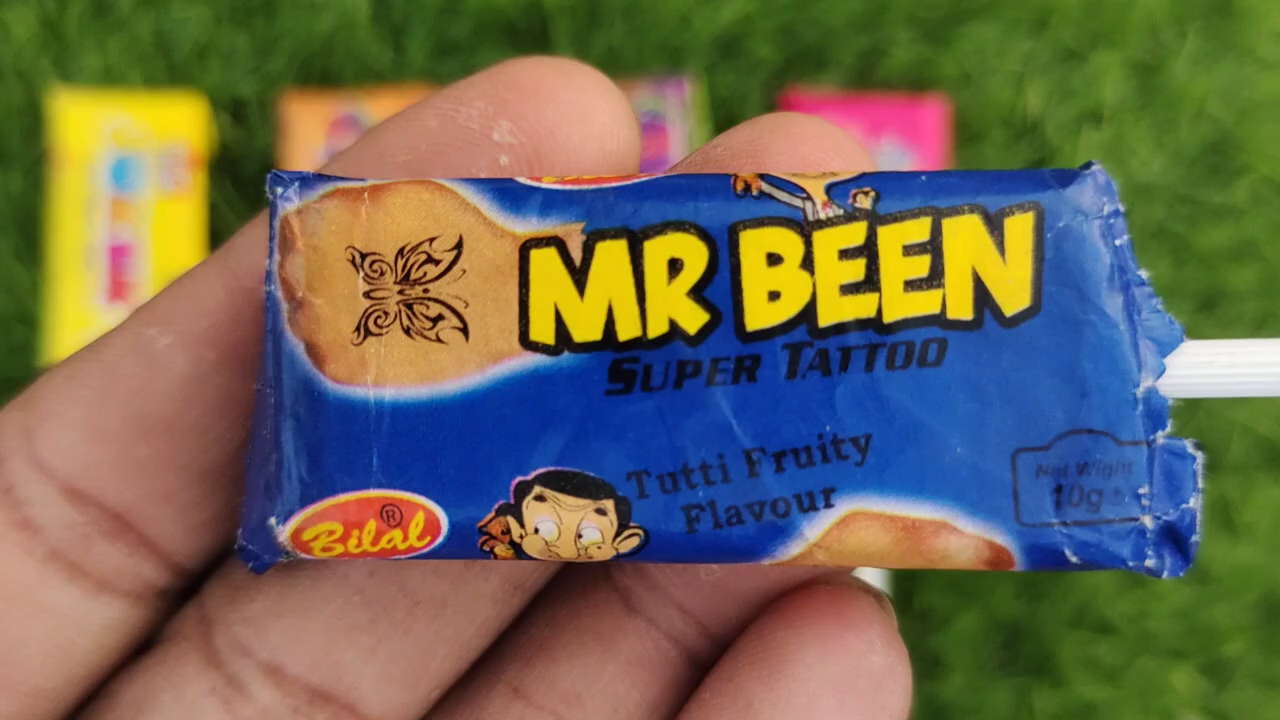 MR BEEN
SUPER TATTOO
Tutti Fruity
Flavour
Net Wight
10g ±
Bilal ®